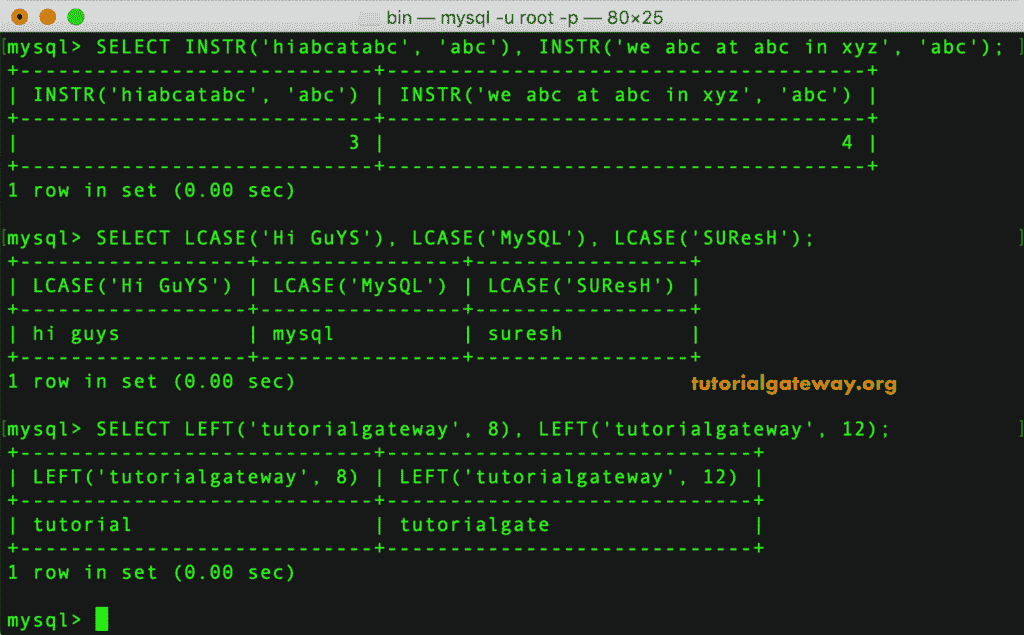 bin — mysql -u root -p — 80×25
[mysql> SELECT INSTR('hiabcatabc', 'abc'), INSTR('we abc at abc in xyz', 'abc'); ]
+----------------------------+--------------------------------------+
| INSTR('hiabcatabc', 'abc') | INSTR('we abc at abc in xyz', 'abc') |
+----------------------------+--------------------------------------+
|                          3 |                                    4 |
+----------------------------+--------------------------------------+
1 row in set (0.00 sec)
[mysql> SELECT LCASE('Hi GuYS'), LCASE('MySQL'), LCASE('SUResH'); ]
+------------------+----------------+-----------------+
| LCASE('Hi GuYS') | LCASE('MySQL') | LCASE('SUResH') |
+------------------+----------------+-----------------+
| hi guys          | mysql          | suresh          |
+------------------+----------------+-----------------+
1 row in set (0.00 sec)
tutorialgateway.org
[mysql> SELECT LEFT('tutorialgateway', 8), LEFT('tutorialgateway', 12); ]
+----------------------------+-----------------------------+
| LEFT('tutorialgateway', 8) | LEFT('tutorialgateway', 12) |
+----------------------------+-----------------------------+
| tutorial                   | tutorialgate                |
+----------------------------+-----------------------------+
1 row in set (0.00 sec)
mysql>